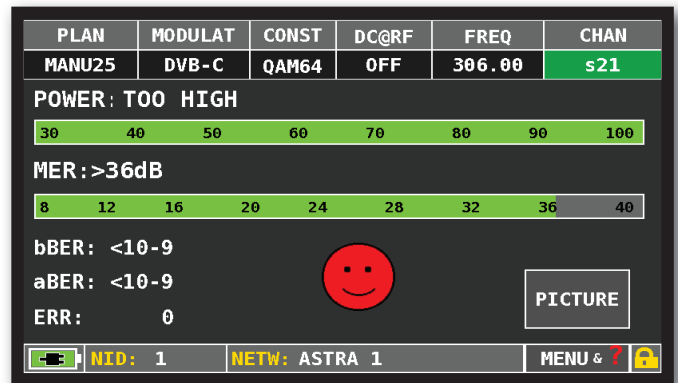 PLAN MODULAT CONST DC@RF FREQ CHAN
MANU25 DVB-C QAM64 OFF 306.00 s21
POWER: TOO HIGH
30 40 50 60 70 80 90 100
MER:>36dB
8 12 16 20 24 28 32 36 40
bBER: <10-9
aBER: <10-9
PICTURE
ERR: 0
NID: 1 NETW: ASTRA 1 MENU & ?